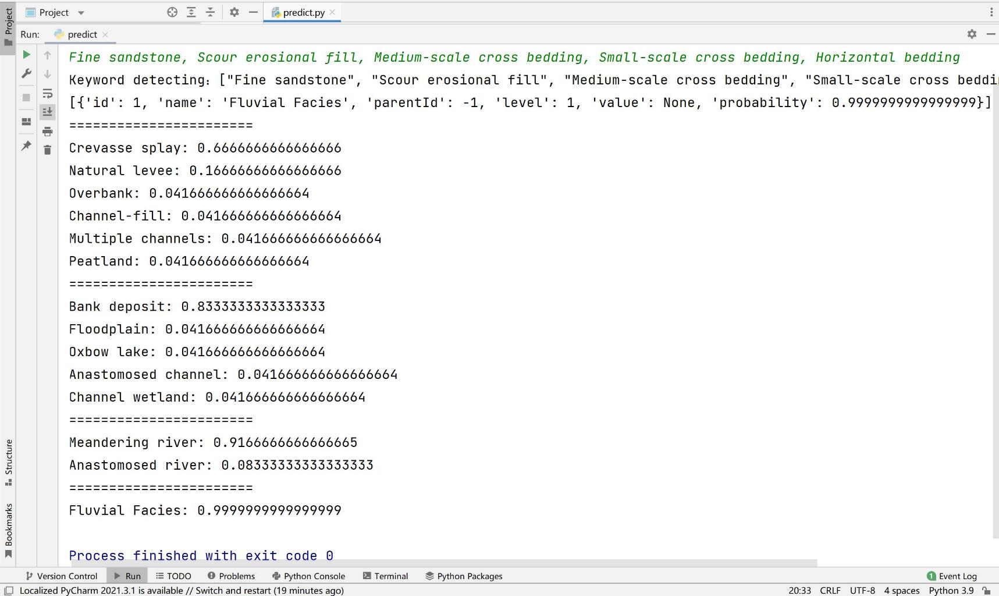 Project
Project
predict.py
Run:
predict
Fine sandstone, Scour erosional fill, Medium-scale cross bedding, Small-scale cross bedding, Horizontal bedding
Keyword detecting: ["Fine sandstone", "Scour erosional fill", "Medium-scale cross bedding", "Small-scale cross beddi
[{'id': 1, 'name': 'Fluvial Facies', 'parentId': -1, 'level': 1, 'value': None, 'probability': 0.9999999999999999}]
=======================
Crevasse splay: 0.6666666666666666
Natural levee: 0.16666666666666666
Overbank: 0.041666666666666664
Channel-fill: 0.041666666666666664
Multiple channels: 0.041666666666666664
Peatland: 0.041666666666666664
=======================
Bank deposit: 0.8333333333333333
Floodplain: 0.041666666666666664
Oxbow lake: 0.041666666666666664
Anastomosed channel: 0.041666666666666664
Channel wetland: 0.041666666666666664
=======================
Meandering river: 0.9166666666666665
Anastomosed river: 0.08333333333333333
=======================
Fluvial Facies: 0.9999999999999999
Process finished with exit code 0
Structure
Bookmarks
Version Control
Run
TODO
Problems
Python Console
Terminal
Python Packages
1 Event Log
Localized PyCharm 2021.3.1 is available // Switch and restart (19 minutes ago)
20:33 CRLF UTF-8 4 spaces Python 3.9